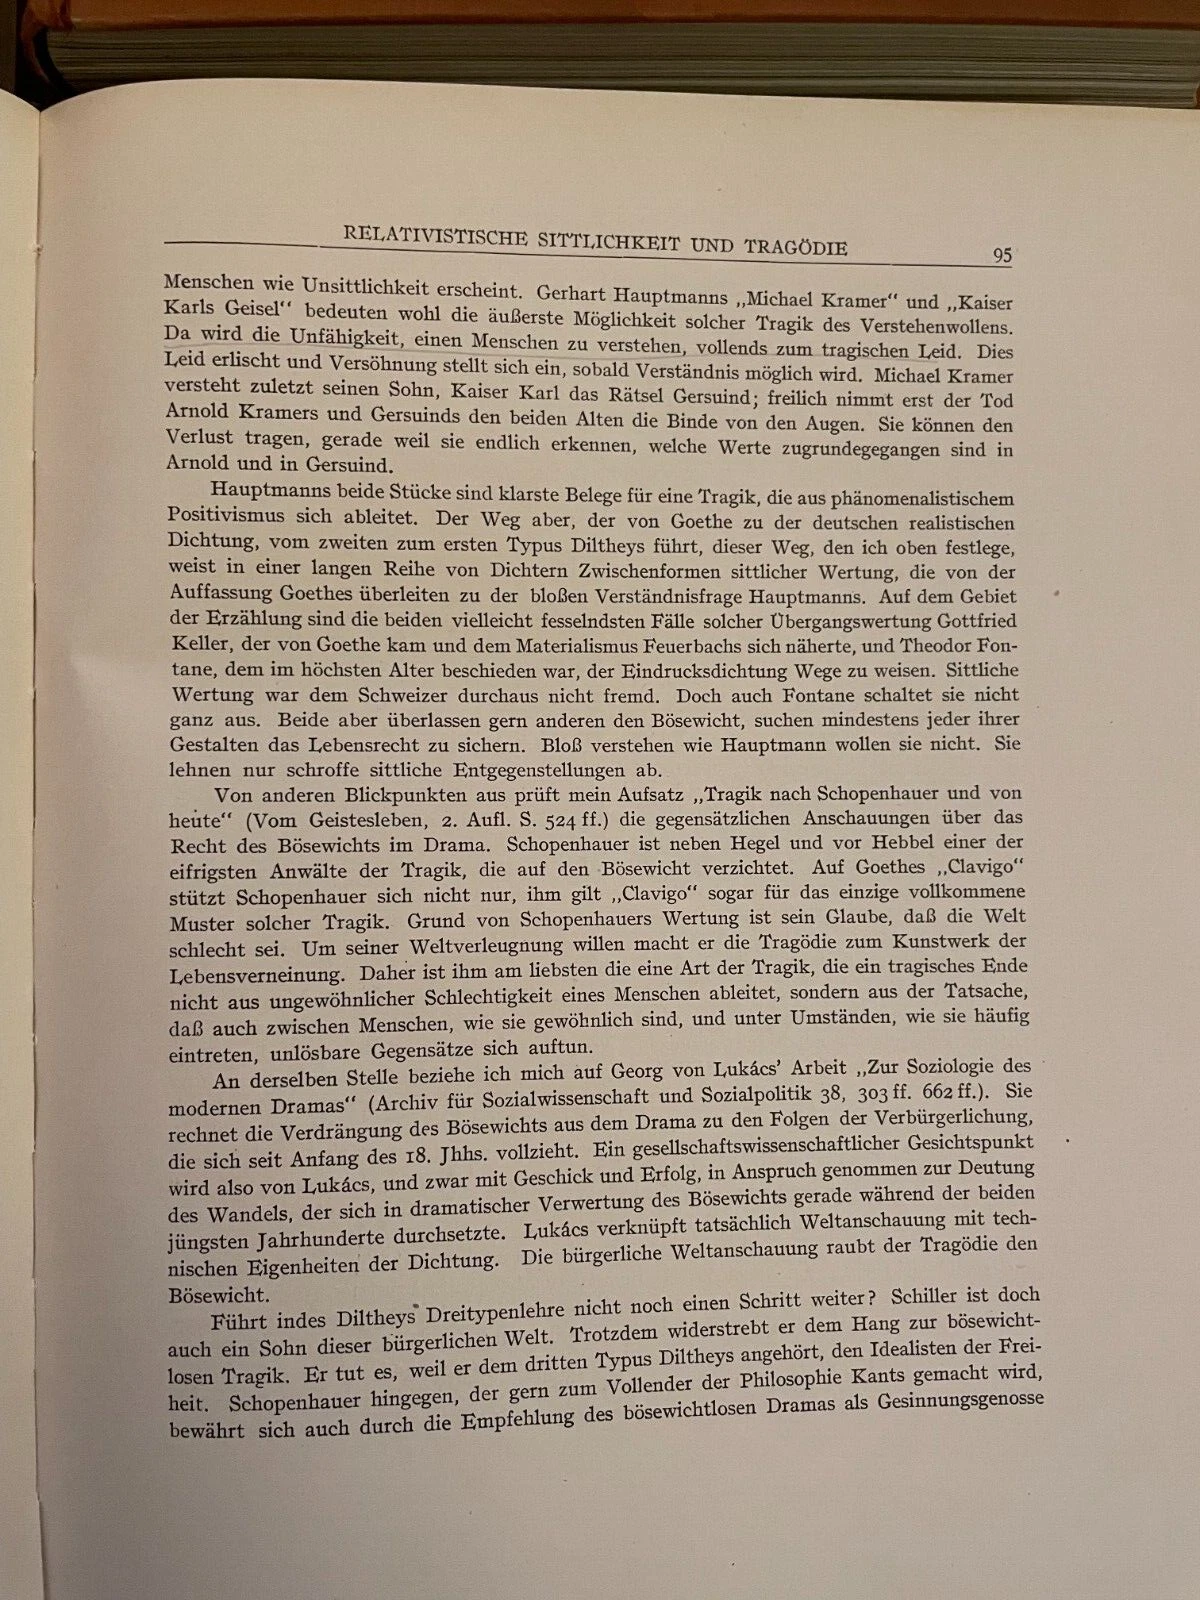 RELATIVISTISCHE SITTLICHKEIT UND TRAGÖDIE 95
Menschen wie Unsittlichkeit erscheint. Gerhart Hauptmanns „Michael Kramer“ und „Kaiser
Karls Geisel“ bedeuten wohl die äußerste Möglichkeit solcher Tragik des Verstehenwollens.
Da wird die Unfähigkeit, einen Menschen zu verstehen, vollends zum tragischen Leid. Dies
Leid erlischt und Versöhnung stellt sich ein, sobald Verständnis möglich wird. Michael Kramer
versteht zuletzt seinen Sohn, Kaiser Karl das Rätsel Gersuind; freilich nimmt erst der Tod
Arnold Kramers und Gersuinds den beiden Alten die Binde von den Augen. Sie können den
Verlust tragen, gerade weil sie endlich erkennen, welche Werte zugrundegegangen sind in
Arnold und in Gersuind.
Hauptmanns beide Stücke sind klarste Belege für eine Tragik, die aus phänomenalistischem
Positivismus sich ableitet. Der Weg aber, der von Goethe zu der deutschen realistischen
Dichtung, vom zweiten zum ersten Typus Diltheys führt, dieser Weg, den ich oben festlege,
weist in einer langen Reihe von Dichtern Zwischenformen sittlicher Wertung, die von der
Auffassung Goethes überleiten zu der bloßen Verständnisfrage Hauptmanns. Auf dem Gebiet
der Erzählung sind die beiden vielleicht fesselndsten Fälle solcher Übergangswertung Gottfried
Keller, der von Goethe kam und dem Materialismus Feuerbachs sich näherte, und Theodor Fon-
tane, dem im höchsten Alter beschieden war, der Eindrucksdichtung Wege zu weisen. Sittliche
Wertung war dem Schweizer durchaus nicht fremd. Doch auch Fontane schaltet sie nicht
ganz aus. Beide aber überlassen gern anderen den Bösewicht, suchen mindestens jeder ihrer
Gestalten das Lebensrecht zu sichern. Bloß verstehen wie Hauptmann wollen sie nicht. Sie
lehnen nur schroffe sittliche Entgegenstellungen ab.
Von anderen Blickpunkten aus prüft mein Aufsatz „Tragik nach Schopenhauer und von
heute“ (Vom Geistesleben, 2. Aufl. S. 524 ff.) die gegensätzlichen Anschauungen über das
Recht des Bösewichts im Drama. Schopenhauer ist neben Hegel und vor Hebbel einer der
eifrigsten Anwälte der Tragik, die auf den Bösewicht verzichtet. Auf Goethes „Clavigo“
stützt Schopenhauer sich nicht nur, ihm gilt „Clavigo“ sogar für das einzige vollkommene
Muster solcher Tragik. Grund von Schopenhauers Wertung ist sein Glaube, daß die Welt
schlecht sei. Um seiner Weltverleugnung willen macht er die Tragödie zum Kunstwerk der
Lebensverneinung. Daher ist ihm am liebsten die eine Art der Tragik, die ein tragisches Ende
nicht aus ungewöhnlicher Schlechtigkeit eines Menschen ableitet, sondern aus der Tatsache,
daß auch zwischen Menschen, wie sie gewöhnlich sind, und unter Umständen, wie sie häufig
eintreten, unlösbare Gegensätze sich auftun.
An derselben Stelle beziehe ich mich auf Georg von Lukács’ Arbeit „Zur Soziologie des
modernen Dramas“ (Archiv für Sozialwissenschaft und Sozialpolitik 38, 303 ff. 662 ff.). Sie
rechnet die Verdrängung des Bösewichts aus dem Drama zu den Folgen der Verbürgerlichung,
die sich seit Anfang des 18. Jhhs. vollzieht. Ein gesellschaftswissenschaftlicher Gesichtspunkt
wird also von Lukács, und zwar mit Geschick und Erfolg, in Anspruch genommen zur Deutung
des Wandels, der sich in dramatischer Verwertung des Bösewichts gerade während der beiden
jüngsten Jahrhunderte durchsetzte. Lukács verknüpft tatsächlich Weltanschauung mit tech-
nischen Eigenheiten der Dichtung. Die bürgerliche Weltanschauung raubt der Tragödie den
Bösewicht.
Führt indes Diltheys Dreitypenlehre nicht noch einen Schritt weiter? Schiller ist doch
auch ein Sohn dieser bürgerlichen Welt. Trotzdem widerstrebt er dem Hang zur bösewicht-
losen Tragik. Er tut es, weil er dem dritten Typus Diltheys angehört, den Idealisten der Frei-
heit. Schopenhauer hingegen, der gern zum Vollender der Philosophie Kants gemacht wird,
bewährt sich auch durch die Empfehlung des bösewichtlosen Dramas als Gesinnungsgenosse